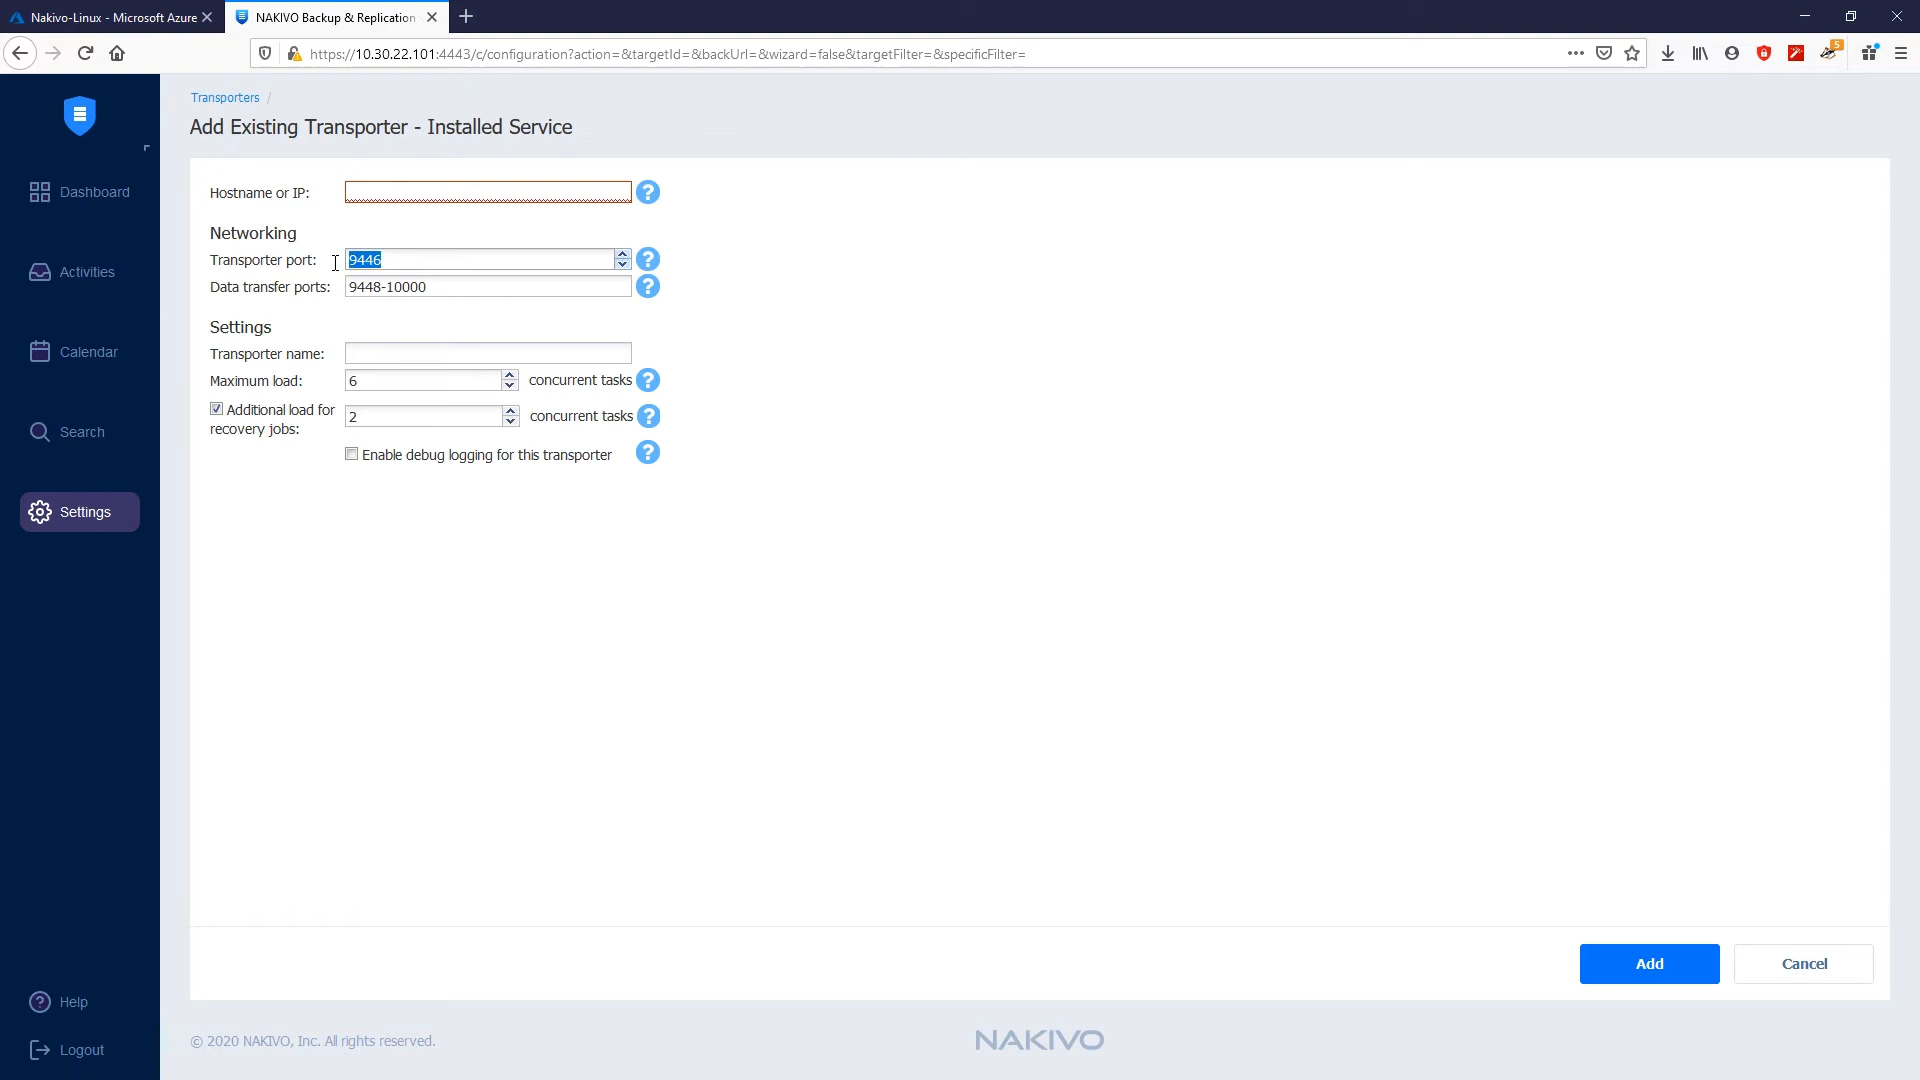 Nakivo-Linux - Microsoft Azure
NAKIVO Backup & Replication
https://10.30.22.101:4443/c/configuration?action=&targetId=&backUrl=&wizard=false&targetFilter=&specificFilter=
5
Transporters /
Add Existing Transporter - Installed Service
Dashboard
Activities
Calendar
Search
Settings
Help
Logout
Hostname or IP:
Networking
Transporter port: 9446
Data transfer ports: 9448-10000
Settings
Transporter name:
Maximum load: 6 concurrent tasks
Additional load for
recovery jobs: 2 concurrent tasks
Enable debug logging for this transporter
Add Cancel
© 2020 NAKIVO, Inc. All rights reserved.
NAKIVO